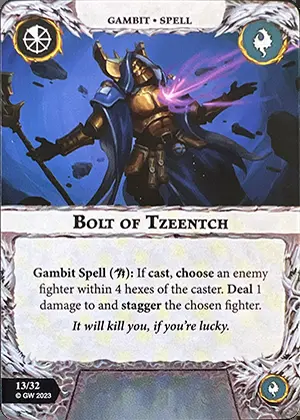 GAMBIT • SPELL
BOLT OF TZEENTCH
Gambit Spell (): If cast, choose an enemy
fighter within 4 hexes of the caster. Deal 1
damage to and stagger the chosen fighter.
It will kill you, if you're lucky.
13/32
© GW 2023